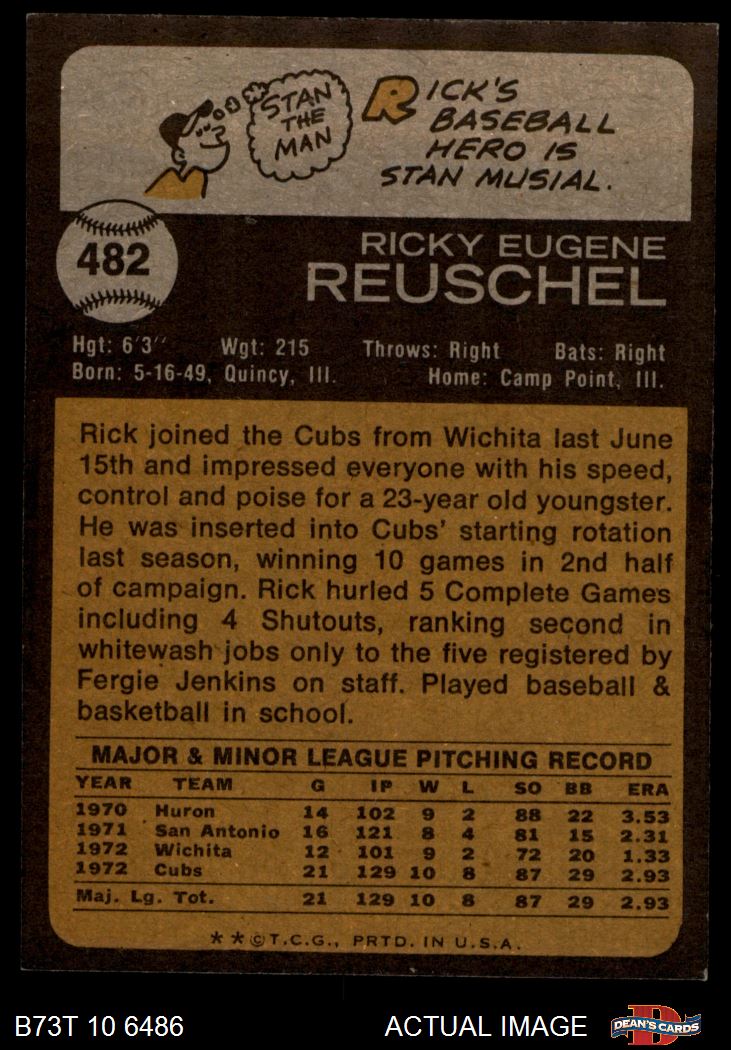 STAN
THE
MAN
RICK'S
BASEBALL
HERO IS
STAN MUSIAL.
482
RICKY EUGENE
REUSCHEL
Hgt: 6'3" Wgt: 215 Throws: Right Bats: Right
Born: 5-16-49, Quincy, Ill. Home: Camp Point, Ill.
Rick joined the Cubs from Wichita last June
15th and impressed everyone with his speed,
control and poise for a 23-year old youngster.
He was inserted into Cubs' starting rotation
last season, winning 10 games in 2nd half
of campaign. Rick hurled 5 Complete Games
including 4 Shutouts, ranking second in
whitewash jobs only to the five registered by
Fergie Jenkins on staff. Played baseball &
basketball in school.
MAJOR & MINOR LEAGUE PITCHING RECORD
YEAR TEAM G IP W L SO BB ERA
1970 Huron 14 102 9 2 88 22 3.53
1971 San Antonio 16 121 8 4 81 15 2.31
1972 Wichita 12 101 9 2 72 20 1.33
1972 Cubs 21 129 10 8 87 29 2.93
Maj. Lg. Tot. 21 129 10 8 87 29 2.93
**©T.C.G., PRTD. IN U.S.A.
B73T 10 6486 ACTUAL IMAGE
D
DEAN'S CARDS